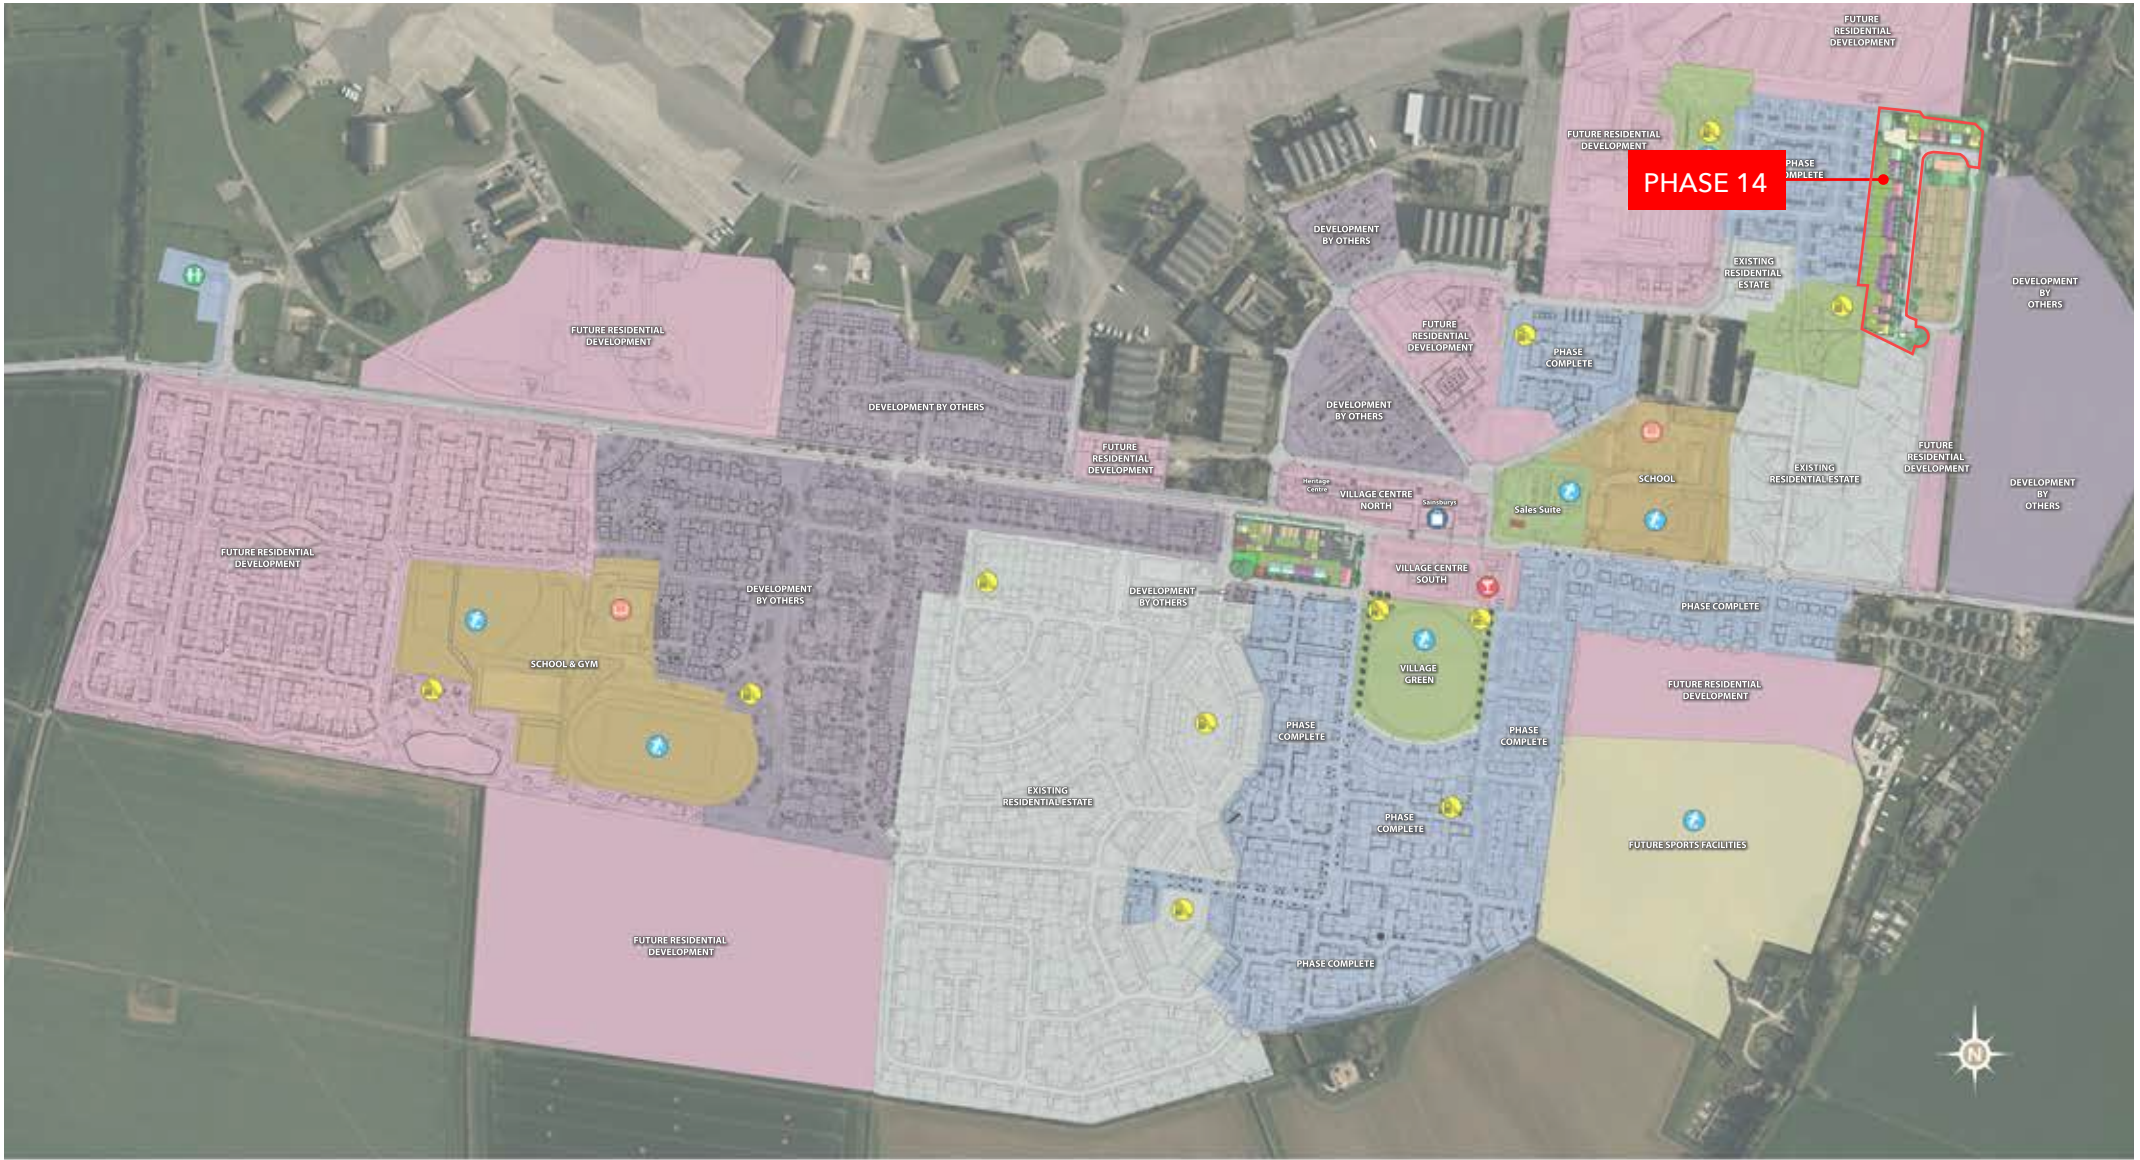 FUTURE
RESIDENTIAL
DEVELOPMENT
FUTURE RESIDENTIAL
DEVELOPMENT
PHASE
COMPLETE
PHASE 14
DEVELOPMENT
BY OTHERS
EXISTING
RESIDENTIAL
ESTATE
DEVELOPMENT
BY
OTHERS
FUTURE RESIDENTIAL
DEVELOPMENT
FUTURE
RESIDENTIAL
DEVELOPMENT
PHASE
COMPLETE
DEVELOPMENT BY OTHERS
DEVELOPMENT
BY OTHERS
FUTURE
RESIDENTIAL
DEVELOPMENT
FUTURE
RESIDENTIAL
DEVELOPMENT
Heritage
Centre
VILLAGE CENTRE
NORTH
Sainsburys
Sales Suite
SCHOOL
EXISTING
RESIDENTIAL ESTATE
DEVELOPMENT
BY
OTHERS
FUTURE RESIDENTIAL
DEVELOPMENT
DEVELOPMENT
BY OTHERS
DEVELOPMENT
BY OTHERS
VILLAGE CENTRE
SOUTH
PHASE COMPLETE
SCHOOL & GYM
VILLAGE
GREEN
FUTURE RESIDENTIAL
DEVELOPMENT
PHASE
COMPLETE
PHASE
COMPLETE
EXISTING
RESIDENTIAL ESTATE
PHASE
COMPLETE
FUTURE SPORTS FACILITIES
FUTURE RESIDENTIAL
DEVELOPMENT
PHASE COMPLETE
N